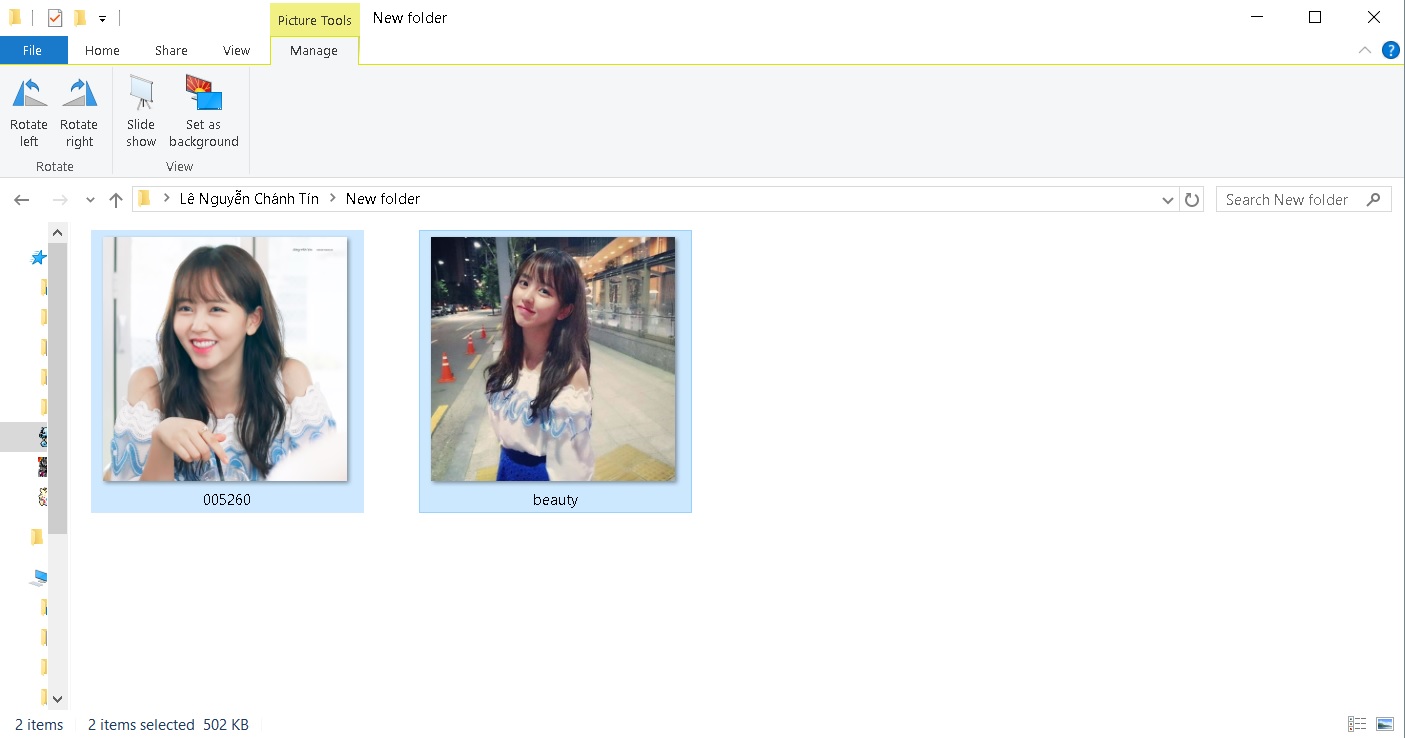 Picture Tools
New folder
File
Home
Share
View
Manage
Rotate left
Rotate right
Slide show
Set as background
Rotate
View
Lê Nguyễn Chánh Tín
New folder
Search New folder
005260
beauty
2 items
2 items selected 502 KB